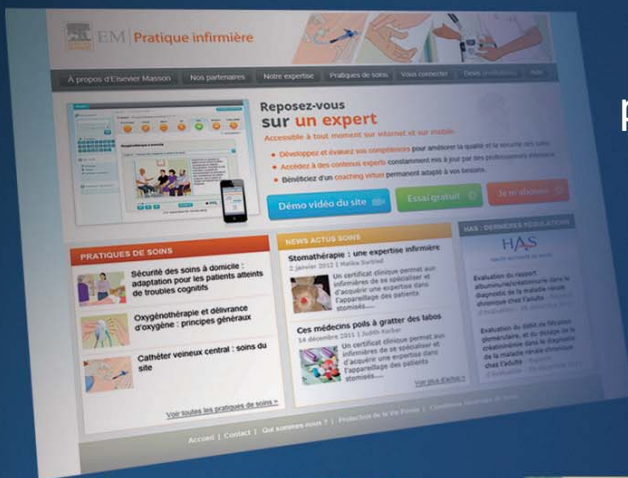 EM Pratique infirmière
À propos d'Elsevier Masson Nos partenaires Notre expertise Pratiques de soins Vous connecter Devis Aide
Reposez-vous
sur un expert
Accessible à tout moment sur internet et sur mobile
Développez et évaluez vos compétences pour améliorer la qualité et la sécurité des soins
Accédez à des contenus experts constamment mis à jour par des professionnels
Bénéficiez d'un coaching virtuel permanent adapté à vos besoins.
Démo vidéo du site
Essai gratuit
Je m'abonne
p
PRATIQUES DE SOINS
Sécurité des soins à domicile :
adaptation pour les patients atteints
de troubles cognitifs
Oxygénothérapie et délivrance
d'oxygène : principes généraux
Cathéter veineux central : soins du
site
Voir toutes les pratiques de soins »
NEWS ACTUS SOINS
Stomathérapie : une expertise infirmière
2 janvier 2012 | Malika Surbled
Un certificat clinique permet aux
infirmières de se spécialiser et
d'acquérir une expertise dans
l'appareillage des patients
stomisés.....
Ces médecins poils à gratter des labos
14 décembre 2011 | Judith Korber
Un certificat clinique permet aux
infirmières de se spécialiser et
d'acquérir une expertise dans
l'appareillage des patients
stomisés.....
Voir plus d'actus »
HAS : DERNIÈRES RÉGULATIONS
HAS
HAUTE AUTORITÉ DE SANTÉ
Evaluation du rapport
albuminurie/créatininurie dans le
diagnostic de la maladie rénale
chronique chez l'adulte
Evaluation du débit de filtration
glomérulaire, et du dosage de la
créatininémie dans le diagnostic
de la maladie rénale chronique
chez l'adulte
Accueil | Contact | Qui sommes-nous ? | Protection de la Vie Privée |